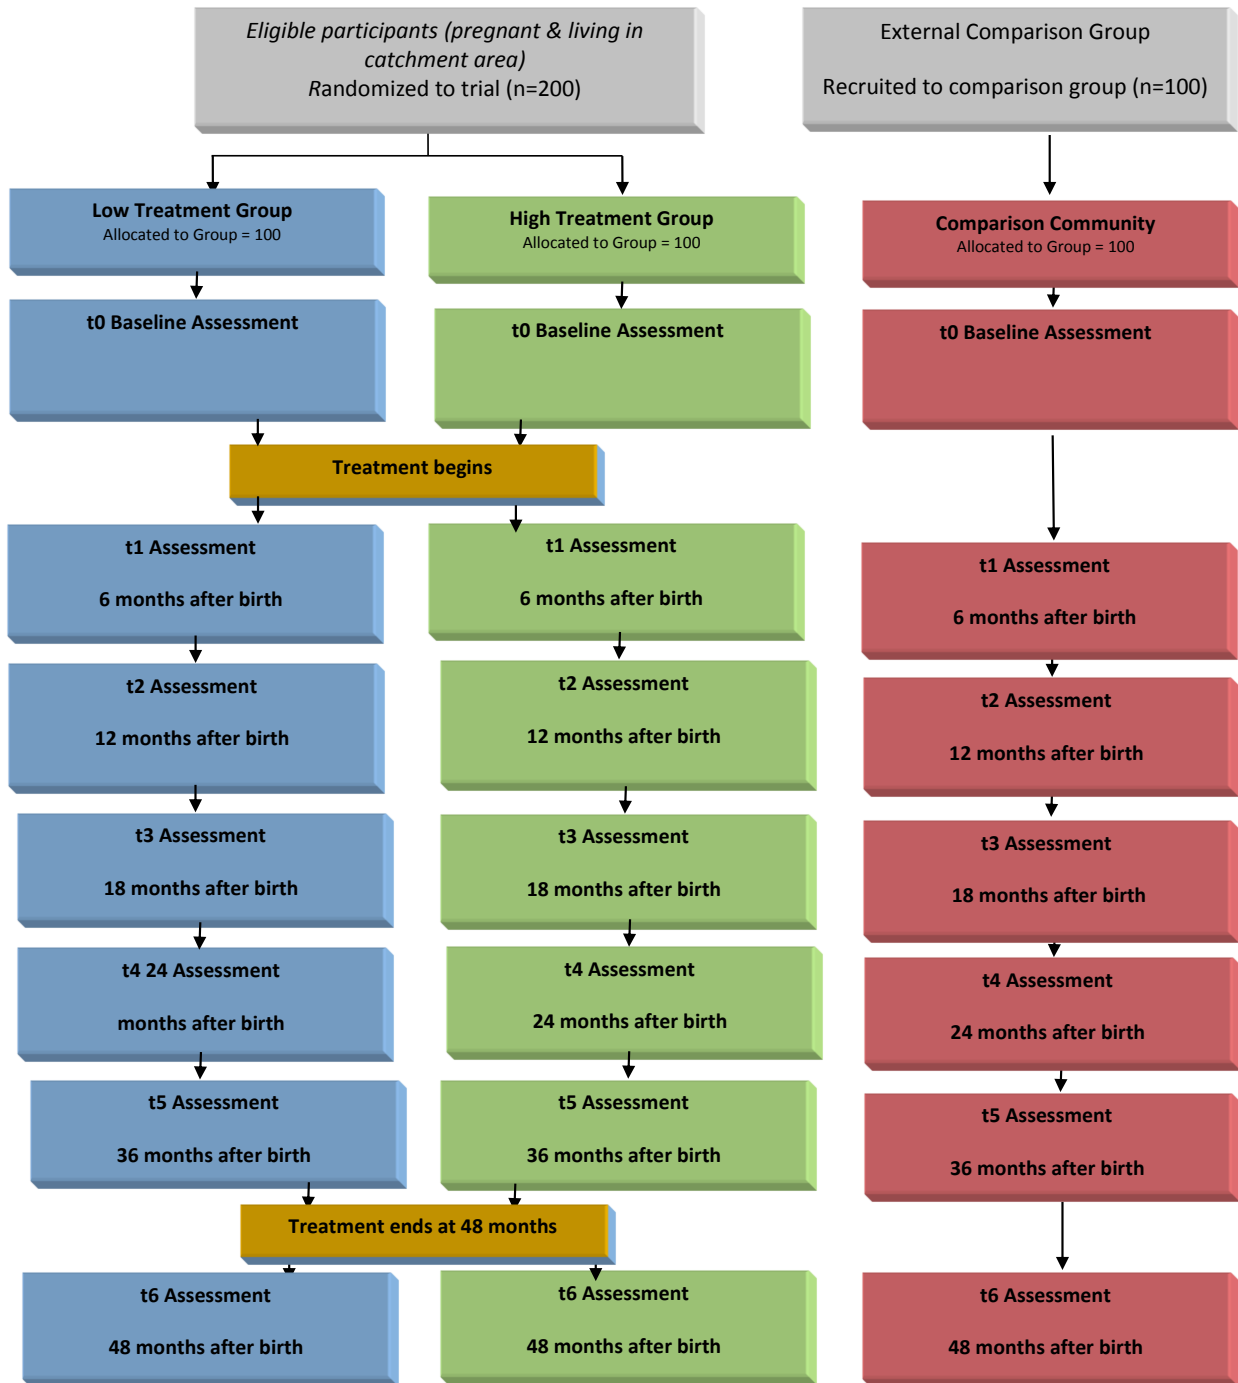 Eligible participants (pregnant & living in
catchment area)
Randomized to trial (n=200)
External Comparison Group
Recruited to comparison group (n=100)
Low Treatment Group
Allocated to Group = 100
High Treatment Group
Allocated to Group = 100
Comparison Community
Allocated to Group = 100
t0 Baseline Assessment
t0 Baseline Assessment
t0 Baseline Assessment
Treatment begins
t1 Assessment
6 months after birth
t1 Assessment
6 months after birth
t1 Assessment
6 months after birth
t2 Assessment
12 months after birth
t2 Assessment
12 months after birth
t2 Assessment
12 months after birth
t3 Assessment
18 months after birth
t3 Assessment
18 months after birth
t3 Assessment
18 months after birth
t4 24 Assessment
months after birth
t4 Assessment
24 months after birth
t4 Assessment
24 months after birth
t5 Assessment
36 months after birth
t5 Assessment
36 months after birth
t5 Assessment
36 months after birth
Treatment ends at 48 months
t6 Assessment
48 months after birth
t6 Assessment
48 months after birth
t6 Assessment
48 months after birth